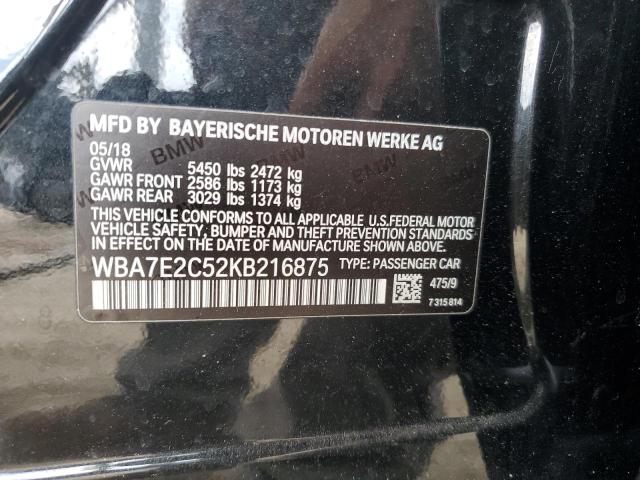 MFD BY BAYERISCHE MOTOREN WERKE AG
05/18
GVWR 5450 lbs 2472 kg
GAWR FRONT 2586 lbs 1173 kg
GAWR REAR 3029 lbs 1374 kg
THIS VEHICLE CONFORMS TO ALL APPLICABLE U.S.FEDERAL MOTOR
VEHICLE SAFETY, BUMPER AND THEFT PREVENTION STANDARDS
IN EFFECT ON THE DATE OF MANUFACTURE SHOWN ABOVE.
WBA7E2C52KB216875 TYPE: PASSENGER CAR
475/9
7 315 814